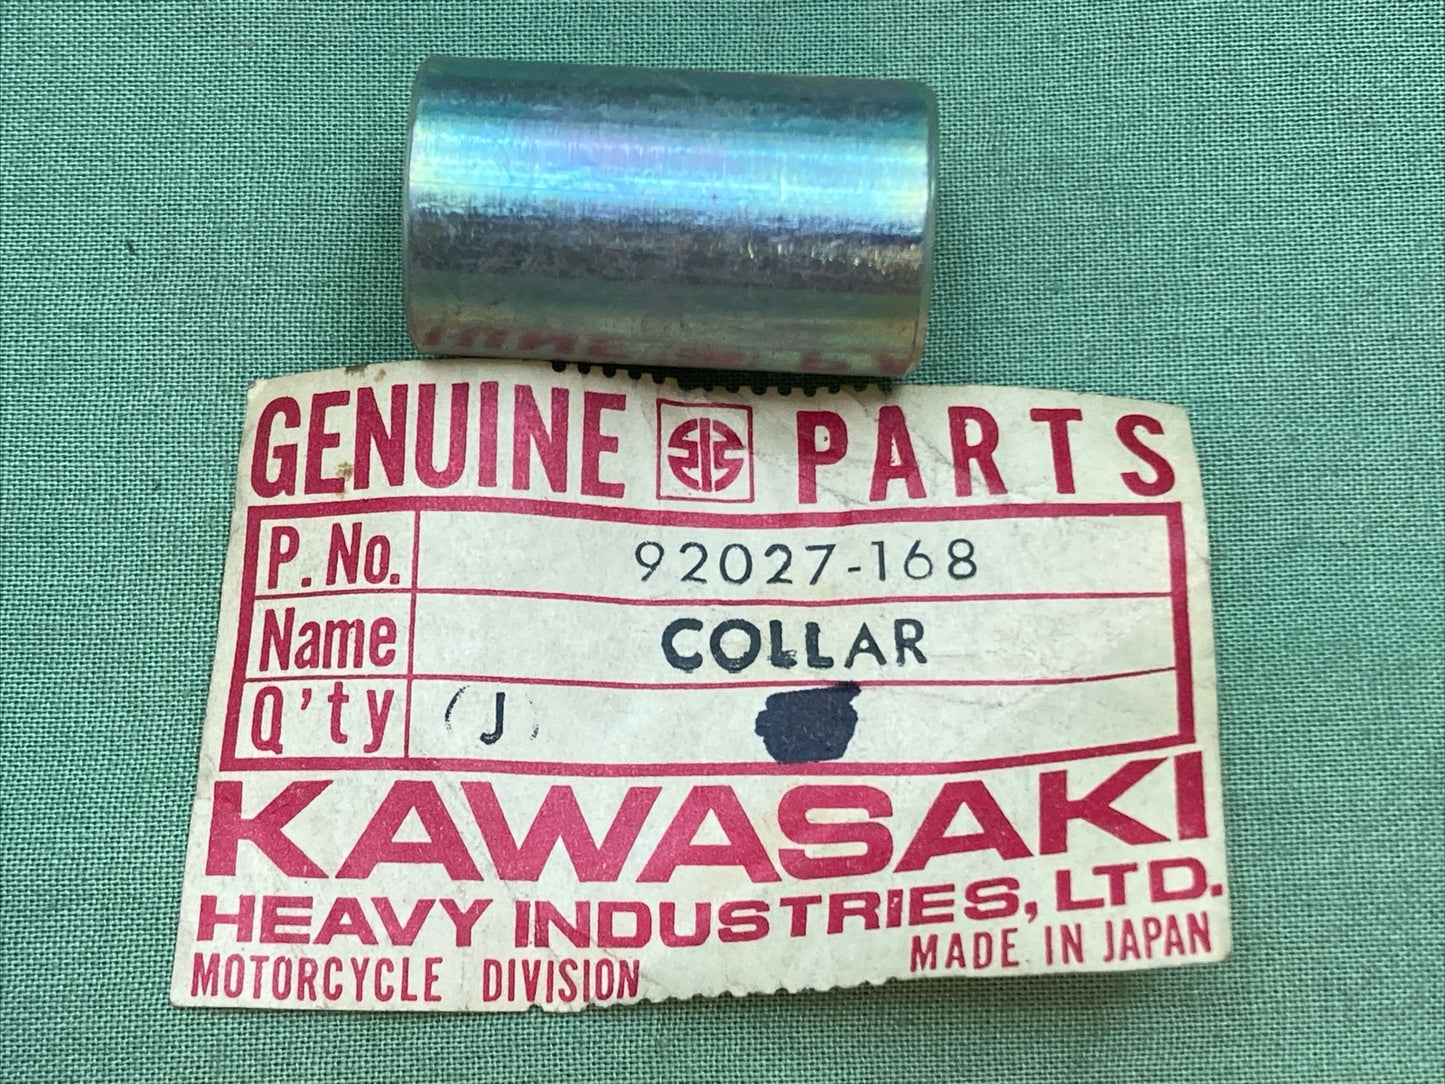 GENUINE PARTS
P. No. 92027-168
Name COLLAR
Q'ty (J)
KAWASAKI
HEAVY INDUSTRIES, LTD.
MOTORCYCLE DIVISION MADE IN JAPAN